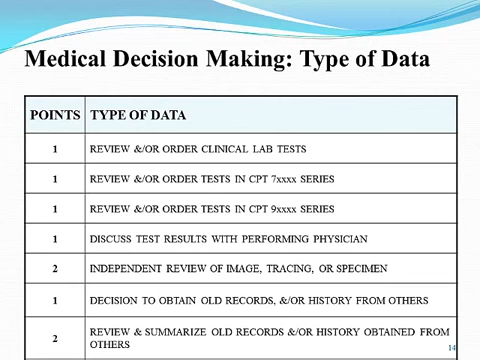 Medical Decision Making: Type of Data
POINTS TYPE OF DATA
1 REVIEW &/OR ORDER CLINICAL LAB TESTS
1 REVIEW &/OR ORDER TESTS IN CPT 7xxxx SERIES
1 REVIEW &/OR ORDER TESTS IN CPT 9xxxx SERIES
1 DISCUSS TEST RESULTS WITH PERFORMING PHYSICIAN
2 INDEPENDENT REVIEW OF IMAGE, TRACING, OR SPECIMEN
1 DECISION TO OBTAIN OLD RECORDS, &/OR HISTORY FROM OTHERS
2 REVIEW & SUMMARIZE OLD RECORDS &/OR HISTORY OBTAINED FROM
OTHERS
14